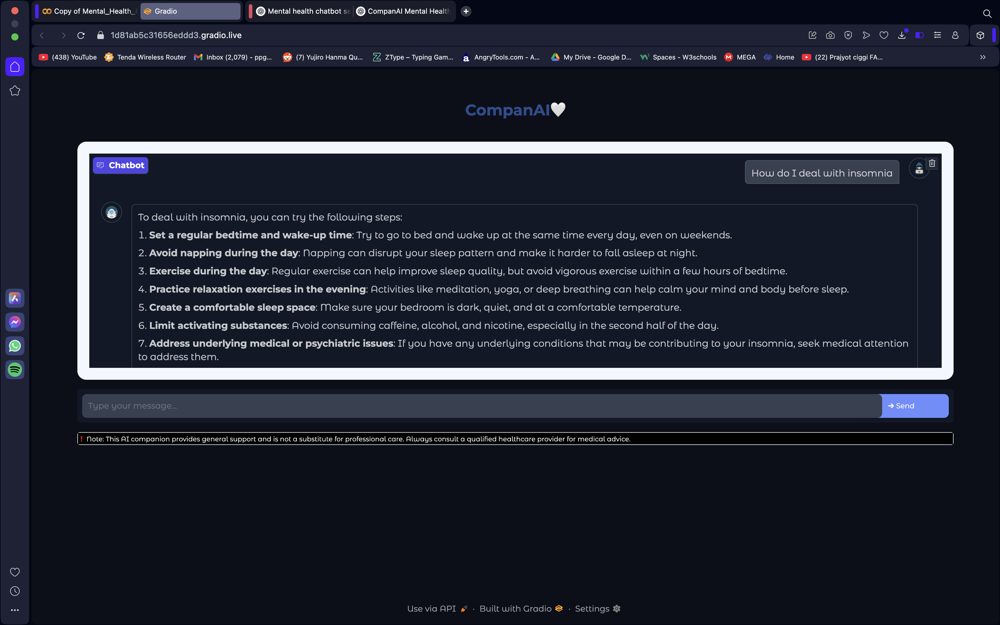 Copy of Mental_Health_
Gradio
Mental health chatbot se
CompanAI Mental Health
1d81ab5c31656eddd3.gradio.live
(438) YouTube
Tenda Wireless Router
Inbox (2,079) - ppg...
(7) Yujiro Hanma Qu...
ZType – Typing Gam...
AngryTools.com - A...
My Drive - Google D...
Spaces - W3schools
MEGA
Home
(22) Prajyot ciggi FA...
CompanAI🤍
Chatbot
How do I deal with insomnia
To deal with insomnia, you can try the following steps:
1. Set a regular bedtime and wake-up time: Try to go to bed and wake up at the same time every day, even on weekends.
2. Avoid napping during the day: Napping can disrupt your sleep pattern and make it harder to fall asleep at night.
3. Exercise during the day: Regular exercise can help improve sleep quality, but avoid vigorous exercise within a few hours of bedtime.
4. Practice relaxation exercises in the evening: Activities like meditation, yoga, or deep breathing can help calm your mind and body before sleep.
5. Create a comfortable sleep space: Make sure your bedroom is dark, quiet, and at a comfortable temperature.
6. Limit activating substances: Avoid consuming caffeine, alcohol, and nicotine, especially in the second half of the day.
7. Address underlying medical or psychiatric issues: If you have any underlying conditions that may be contributing to your insomnia, seek medical attention
to address them.
Type your message...
➔ Send
❗ Note: This AI companion provides general support and is not a substitute for professional care. Always consult a qualified healthcare provider for medical advice.
Use via API · Built with Gradio · Settings